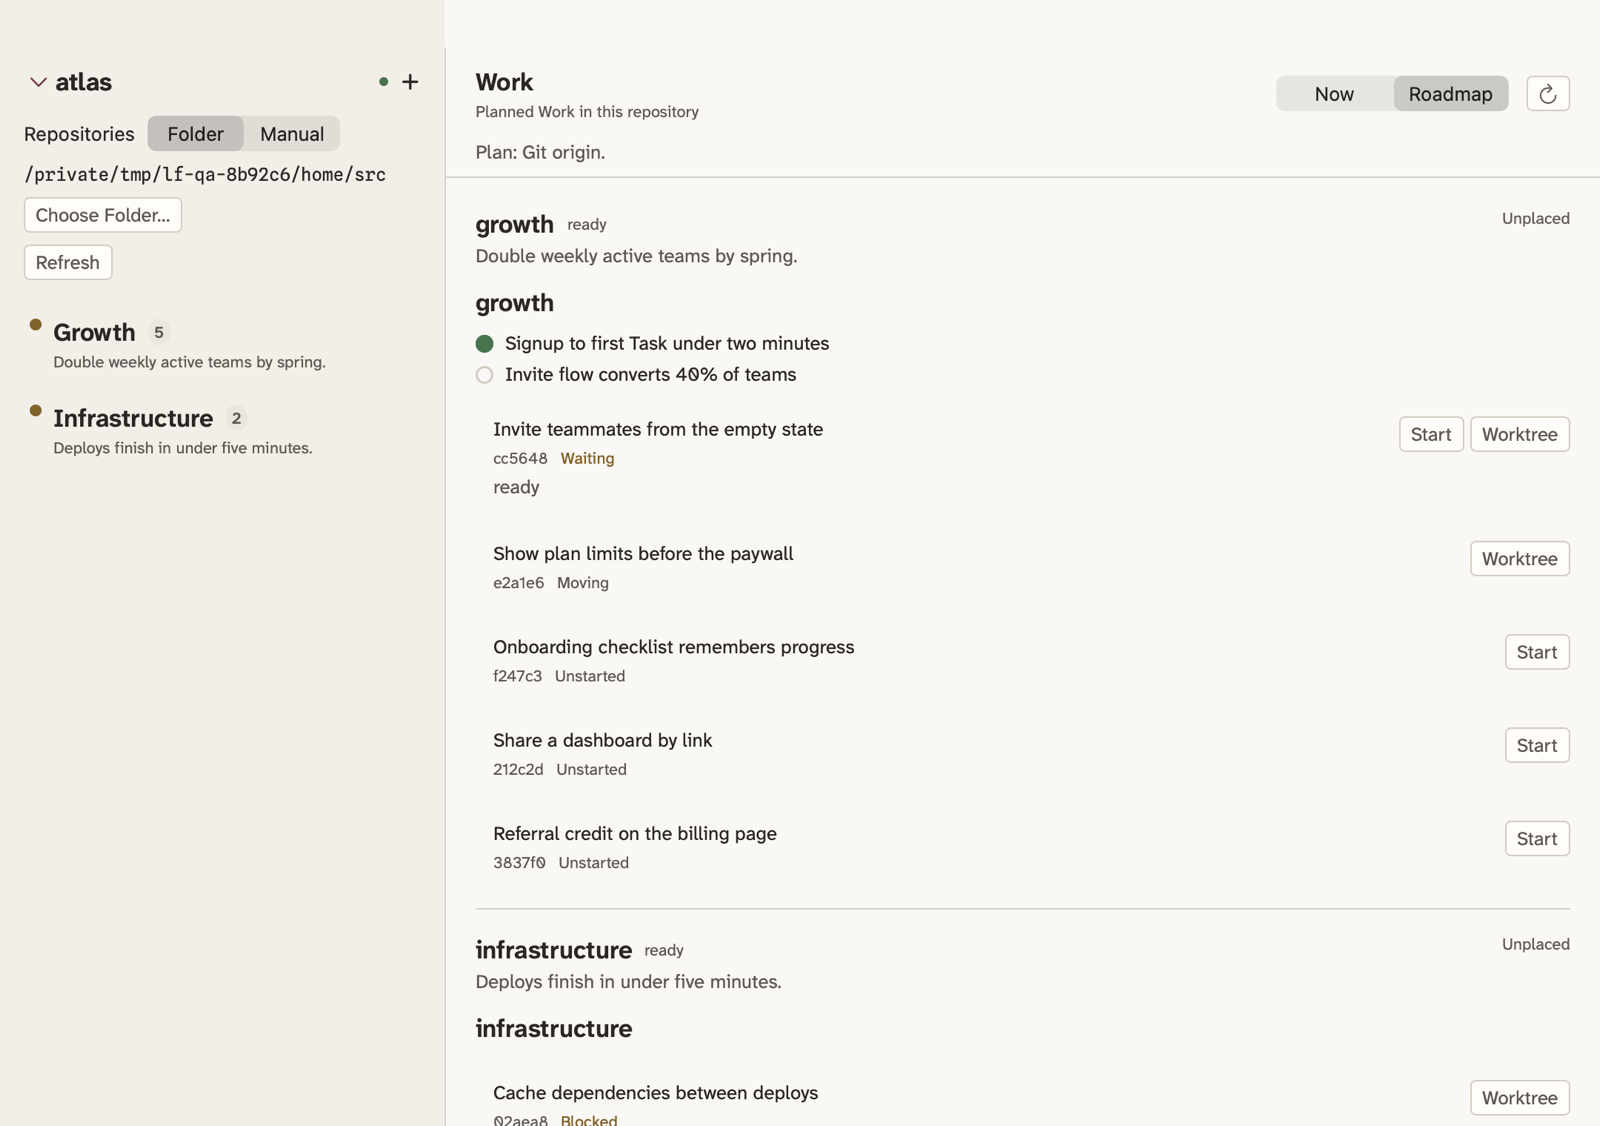 atlas
Repositories Folder Manual
/private/tmp/lf-qa-8b92c6/home/src
Choose Folder...
Refresh
Growth 5
Double weekly active teams by spring.
Infrastructure 2
Deploys finish in under five minutes.
Work
Planned Work in this repository
Plan: Git origin.
Now Roadmap
growth ready
Unplaced
Double weekly active teams by spring.
growth
Signup to first Task under two minutes
Invite flow converts 40% of teams
Invite teammates from the empty state
cc5648 Waiting
ready
Start Worktree
Show plan limits before the paywall
e2a1e6 Moving
Worktree
Onboarding checklist remembers progress
f247c3 Unstarted
Start
Share a dashboard by link
212c2d Unstarted
Start
Referral credit on the billing page
3837f0 Unstarted
Start
infrastructure ready
Unplaced
Deploys finish in under five minutes.
infrastructure
Cache dependencies between deploys
02aea8 Blocked
Worktree